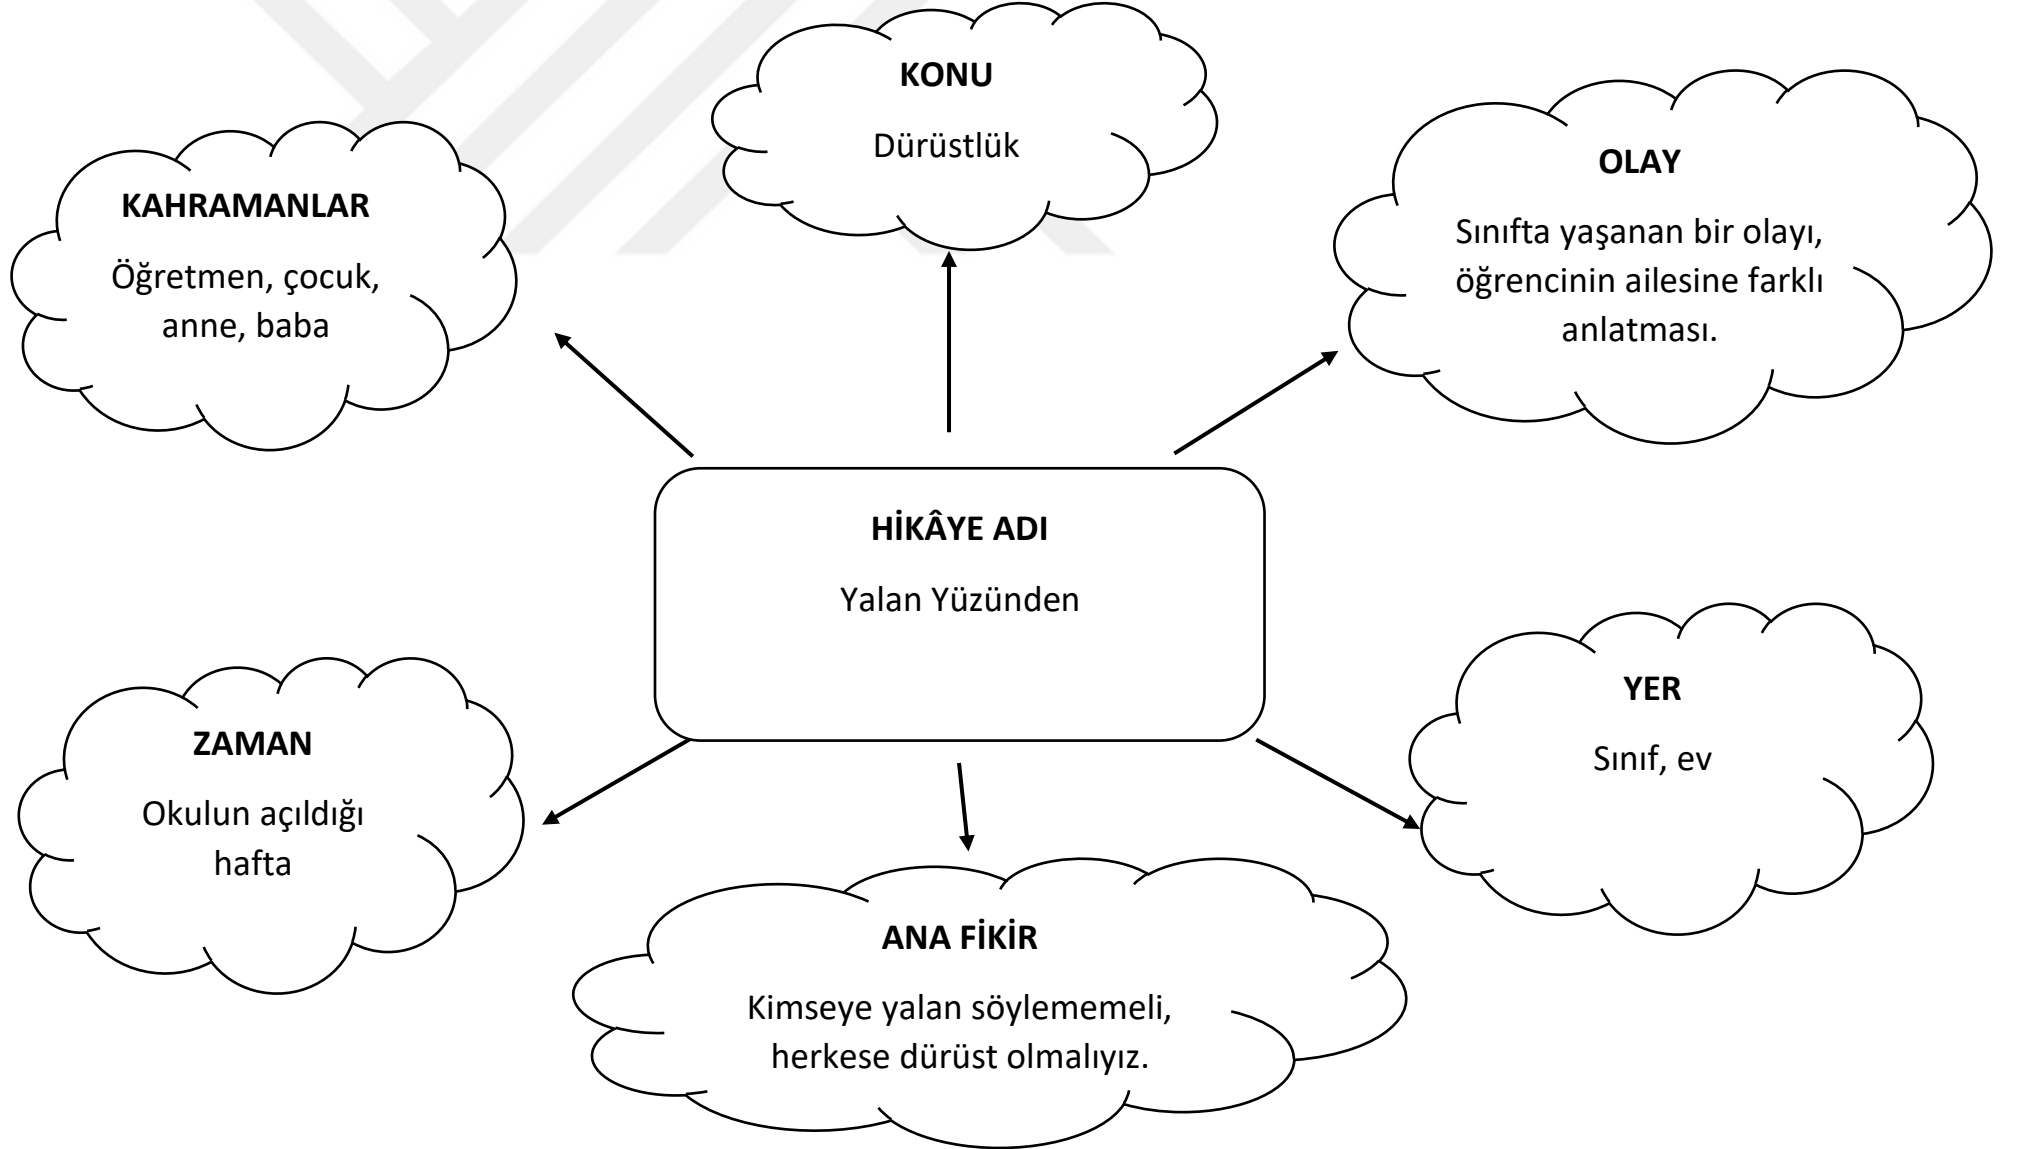 KONU
Dürüstlük
KAHRAMANLAR
Öğretmen, çocuk,
anne, baba
OLAY
Sınıfta yaşanan bir olayı,
öğrencinin ailesine farklı
anlatması.
HİKÂYE ADI
Yalan Yüzünden
ZAMAN
Okulun açıldığı
hafta
YER
Sınıf, ev
ANA FİKİR
Kimseye yalan söylememeli,
herkese dürüst olmalıyız.